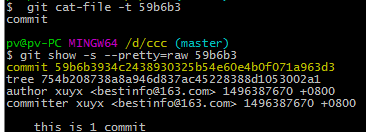 $ git cat-file -t 59b6b3
commit
pv@pv-PC MINGW64 /d/ccc (master)
$ git show -s --pretty=raw 59b6b3
commit 59b6b3934c2438930325b54e60e4b0f071a963d3
tree 754b208738a8a946d837ac45228388d1053002a1
author xuyx <bestinfo@163.com> 1496387670 +0800
committer xuyx <bestinfo@163.com> 1496387670 +0800
this is 1 commit